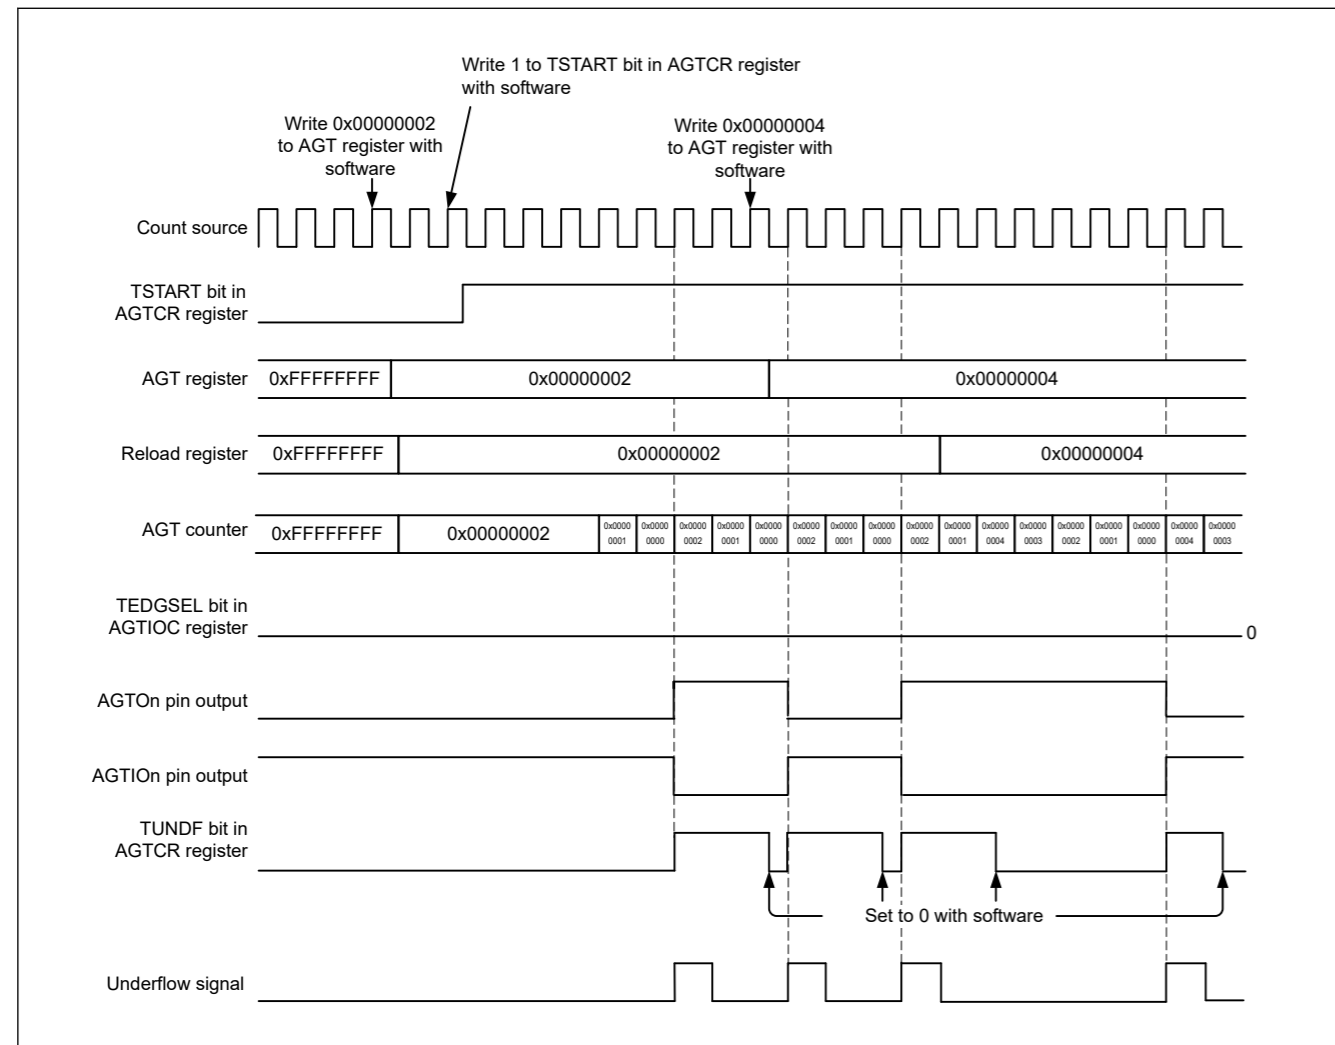 Write 1 to TSTART bit in AGTCR register
with software
Write 0x00000002
to AGT register with
software
Write 0x00000004
to AGT register with
software
Count source
TSTART bit in
AGTCR register
AGT register
0xFFFFFFFF
0x00000002
0x00000004
Reload register
0xFFFFFFFF
0x00000002
0x00000004
AGT counter
0xFFFFFFFF
0x00000002
0x0000
0001
0x0000
0000
0x0000
0002
0x0000
0001
0x0000
0000
0x0000
0002
0x0000
0001
0x0000
0000
0x0000
0002
0x0000
0001
0x0000
0004
0x0000
0003
0x0000
0002
0x0000
0001
0x0000
0000
0x0000
0004
0x0000
0003
TEDGSEL bit in
AGTIOC register
0
AGTOn pin output
AGTIOn pin output
TUNDF bit in
AGTCR register
Set to 0 with software
Underflow signal